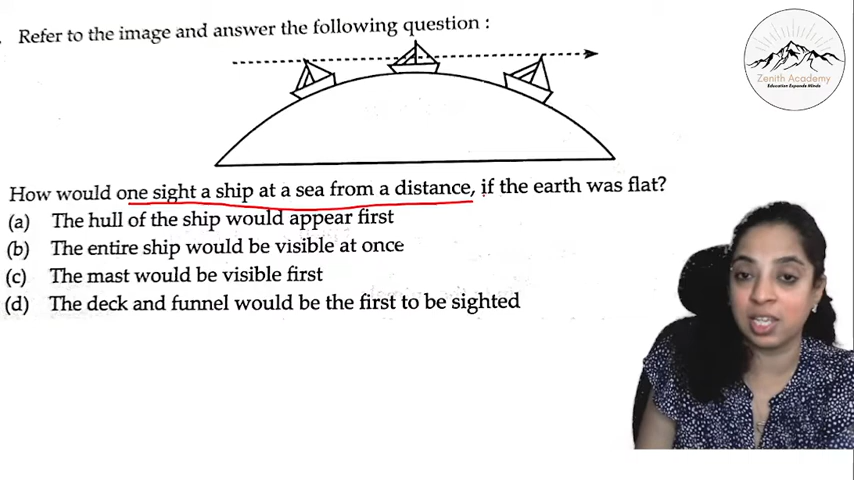 Refer to the image and answer the following question :
Zenith Academy
Education Expands Minds
How would one sight a ship at a sea from a distance, if the earth was flat?
(a) The hull of the ship would appear first
(b) The entire ship would be visible at once
(c) The mast would be visible first
(d) The deck and funnel would be the first to be sighted